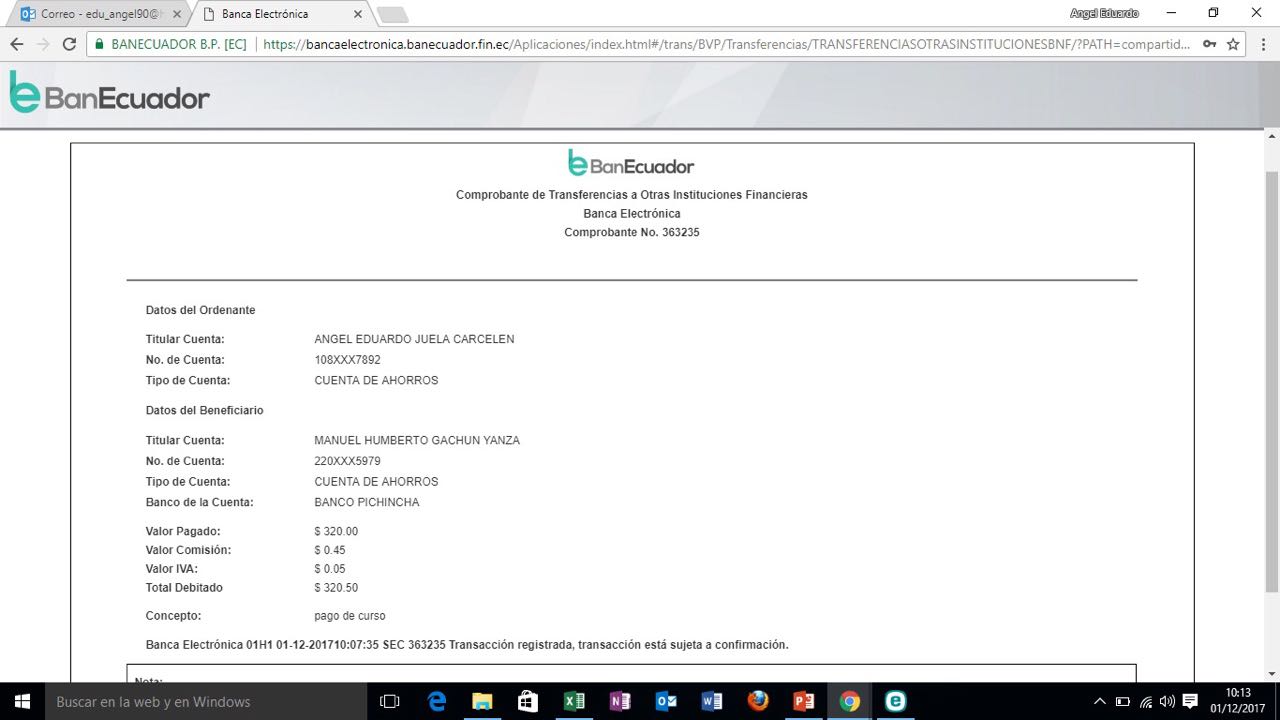 Correo - edu_angel90@h
Banca Electrónica
Angel Eduardo
BANECUADOR B.P. [EC]
https://bancaelectronica.banecuador.fin.ec/Aplicaciones/index.html#/trans/BVP/Transferencias/TRANSFERENCIASOTRASINSTITUCIONESBNF/?PATH=compartid...
BanEcuador
BanEcuador
Comprobante de Transferencias a Otras Instituciones Financieras
Banca Electrónica
Comprobante No. 363235
Datos del Ordenante
Titular Cuenta: ANGEL EDUARDO JUELA CARCELEN
No. de Cuenta: 108XXX7892
Tipo de Cuenta: CUENTA DE AHORROS
Datos del Beneficiario
Titular Cuenta: MANUEL HUMBERTO GACHUN YANZA
No. de Cuenta: 220XXX5979
Tipo de Cuenta: CUENTA DE AHORROS
Banco de la Cuenta: BANCO PICHINCHA
Valor Pagado: $ 320.00
Valor Comisión: $ 0.45
Valor IVA: $ 0.05
Total Debitado $ 320.50
Concepto: pago de curso
Banca Electrónica 01H1 01-12-201710:07:35 SEC 363235 Transacción registrada, transacción está sujeta a confirmación.
Nota:
Buscar en la web y en Windows
10:13
01/12/2017